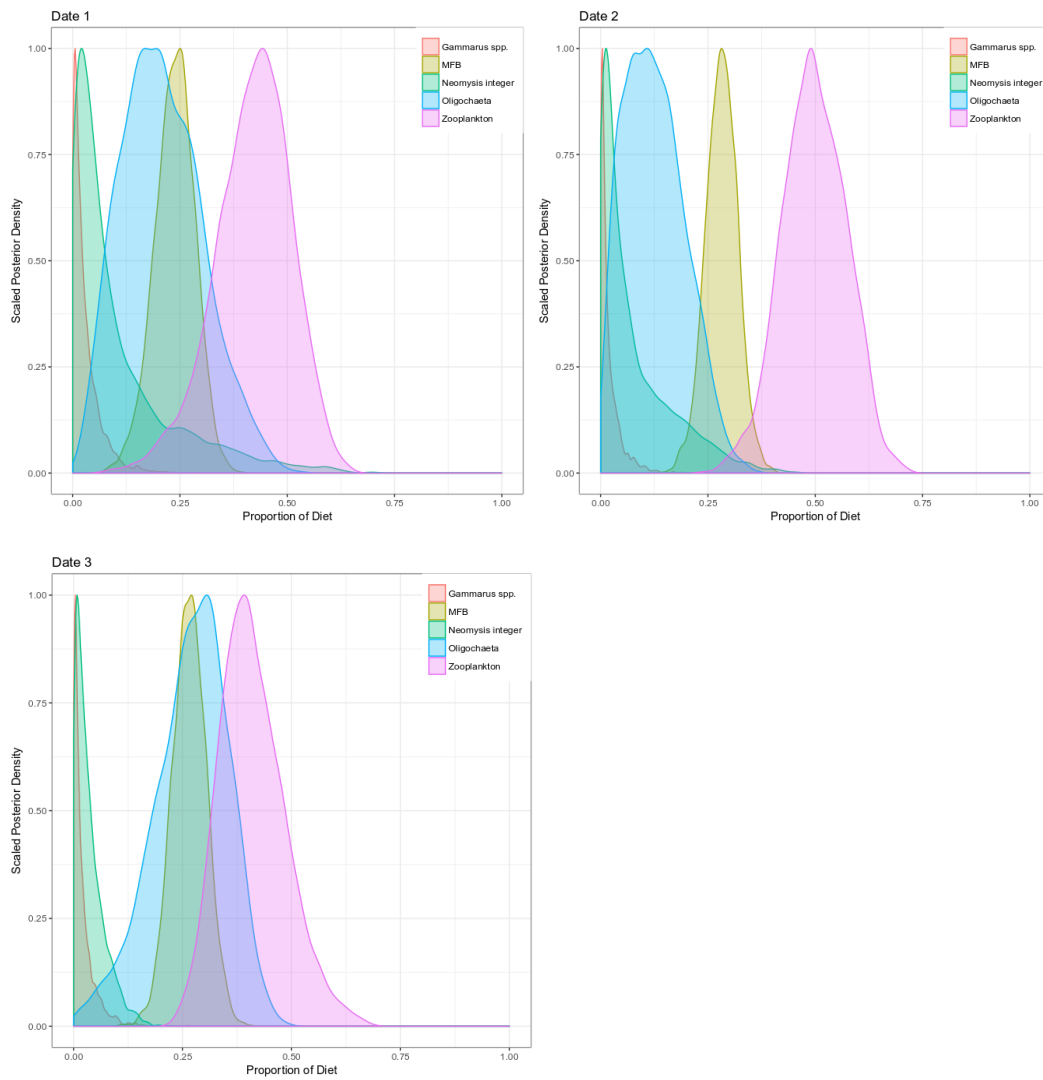 Date 1
Scaled Posterior Density
1.00
0.75
0.50
0.25
0.00
Gammarus spp.
MFB
Neomysis integer
Oligochaeta
Zooplankton
0.00 0.25 0.50 0.75 1.00
Proportion of Diet
Date 2
Scaled Posterior Density
1.00
0.75
0.50
0.25
0.00
Gammarus spp.
MFB
Neomysis integer
Oligochaeta
Zooplankton
0.00 0.25 0.50 0.75 1.00
Proportion of Diet
Date 3
Scaled Posterior Density
1.00
0.75
0.50
0.25
0.00
Gammarus spp.
MFB
Neomysis integer
Oligochaeta
Zooplankton
0.00 0.25 0.50 0.75 1.00
Proportion of Diet